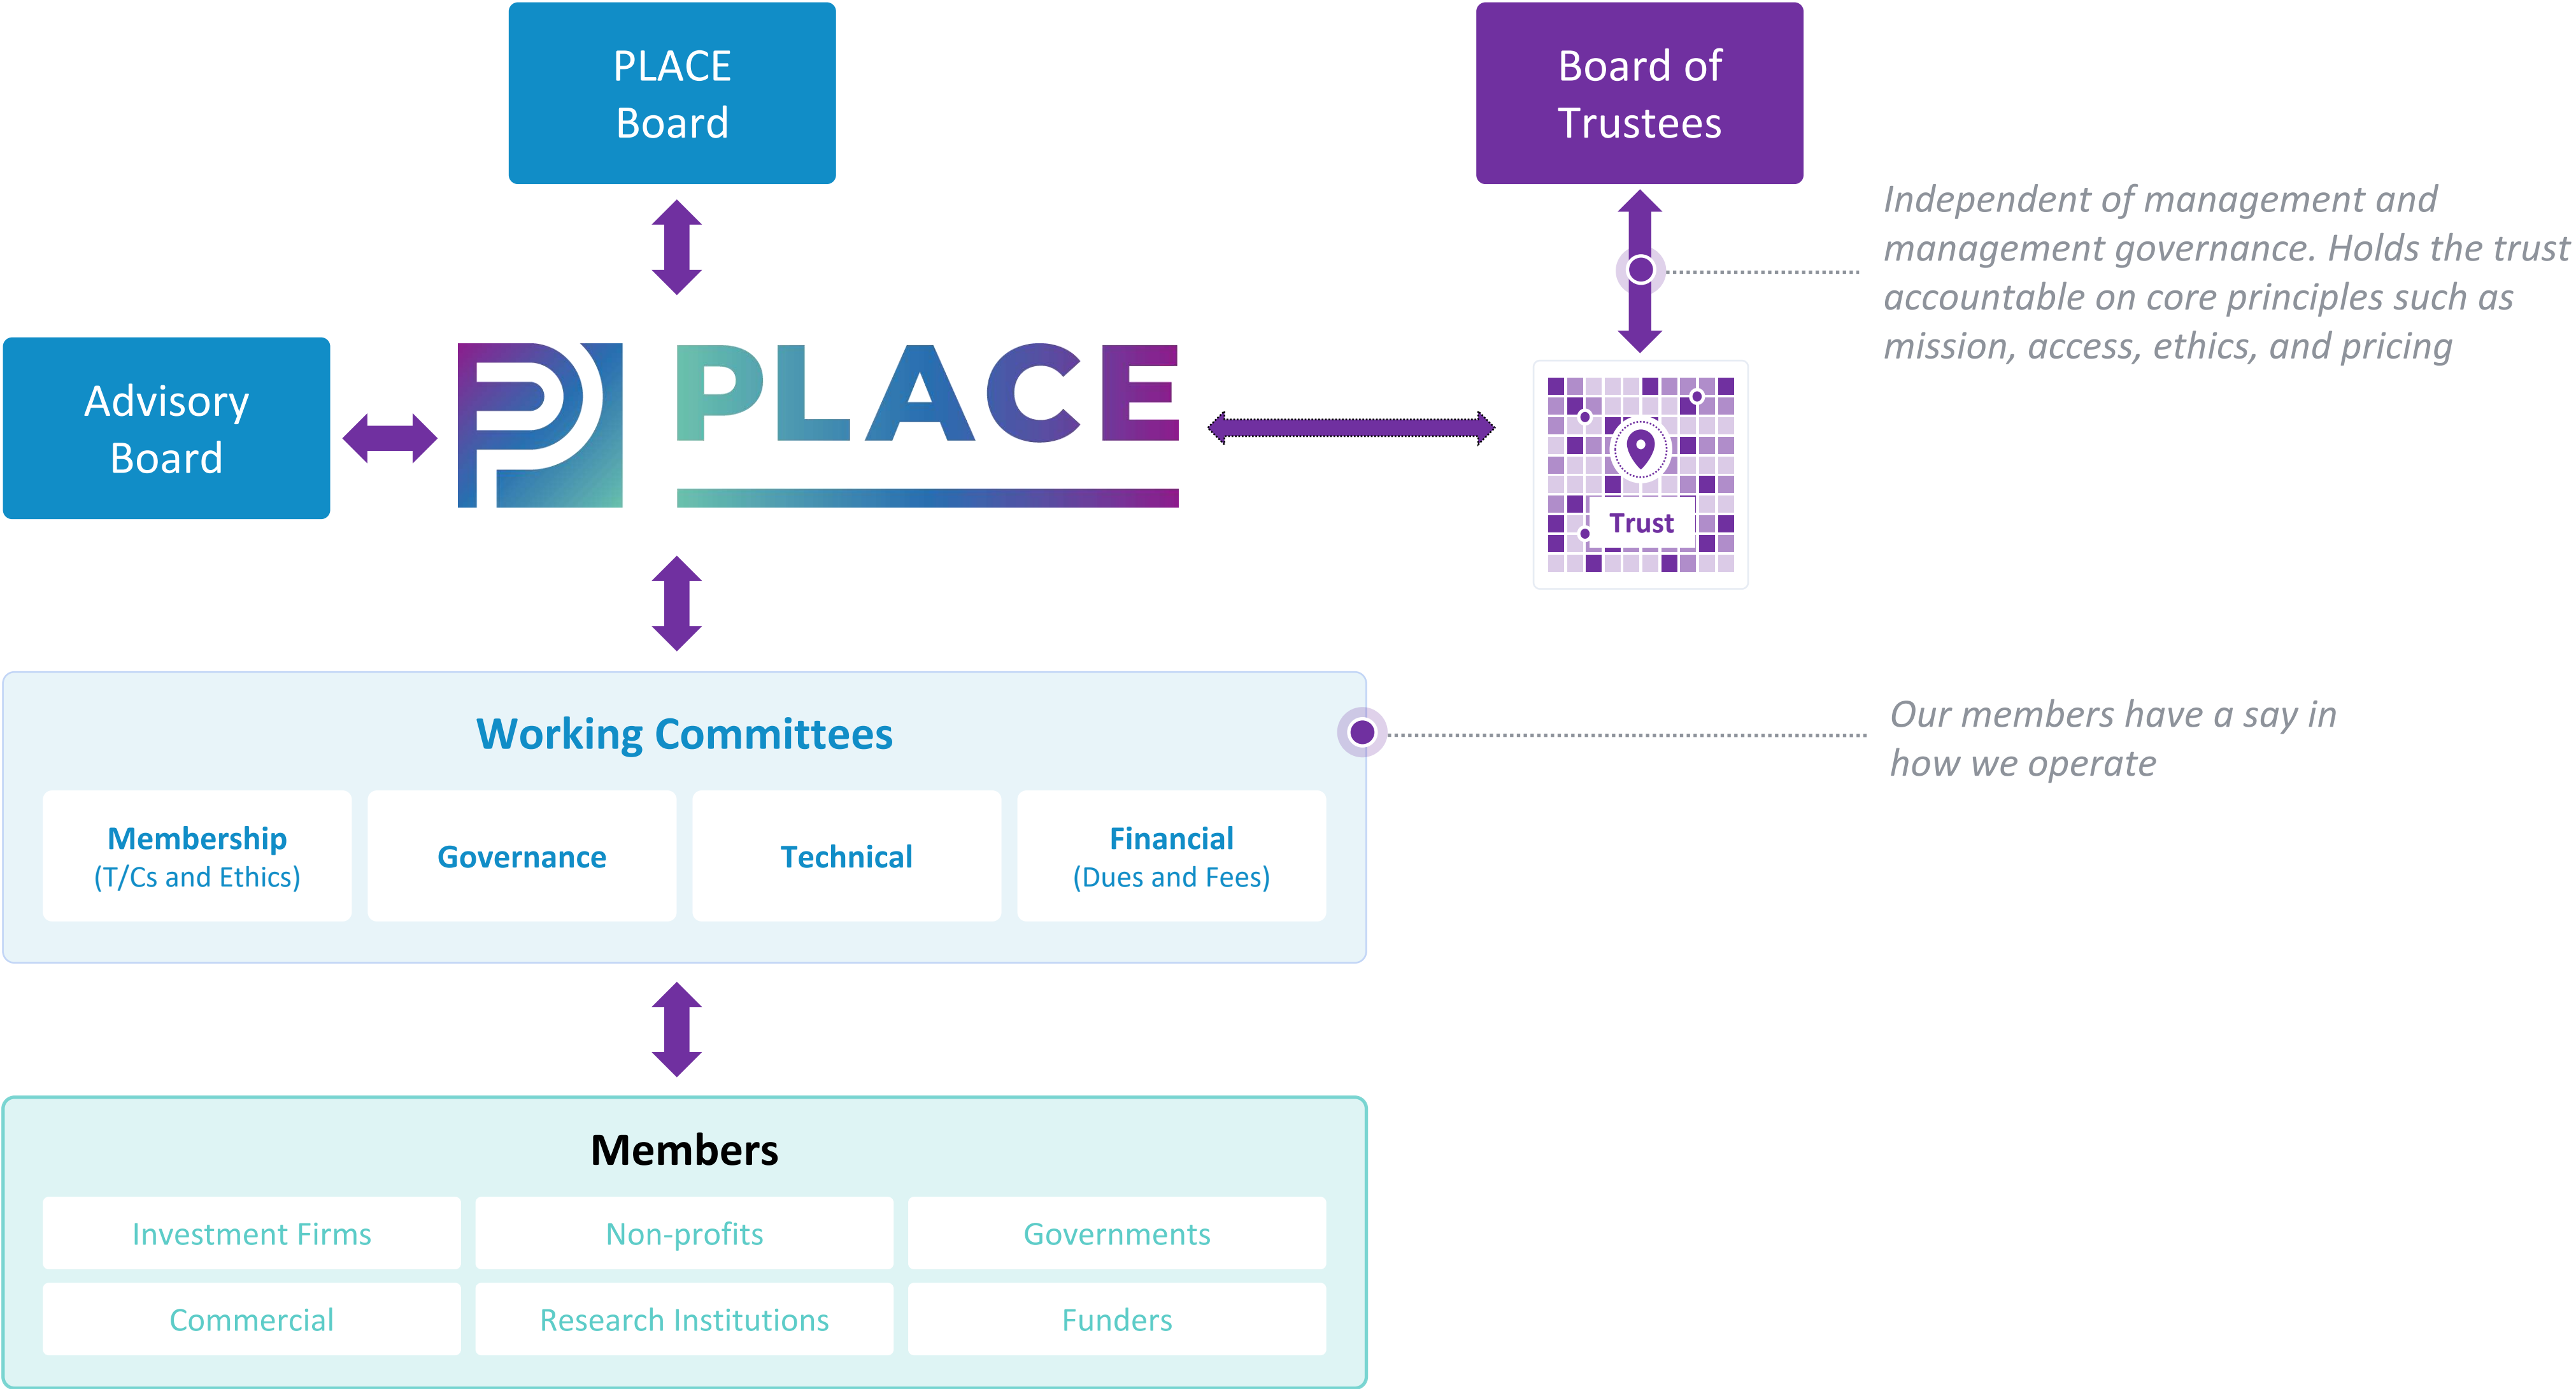 PLACE
Board
Board of
Trustees
Independent of management and
management governance. Holds the trust
accountable on core principles such as
mission, access, ethics, and pricing
Advisory
Board
PLACE
Trust
Working Committees
Our members have a say in
how we operate
Membership
(T/Cs and Ethics)
Governance
Technical
Financial
(Dues and Fees)
Members
Investment Firms
Non-profits
Governments
Commercial
Research Institutions
Funders